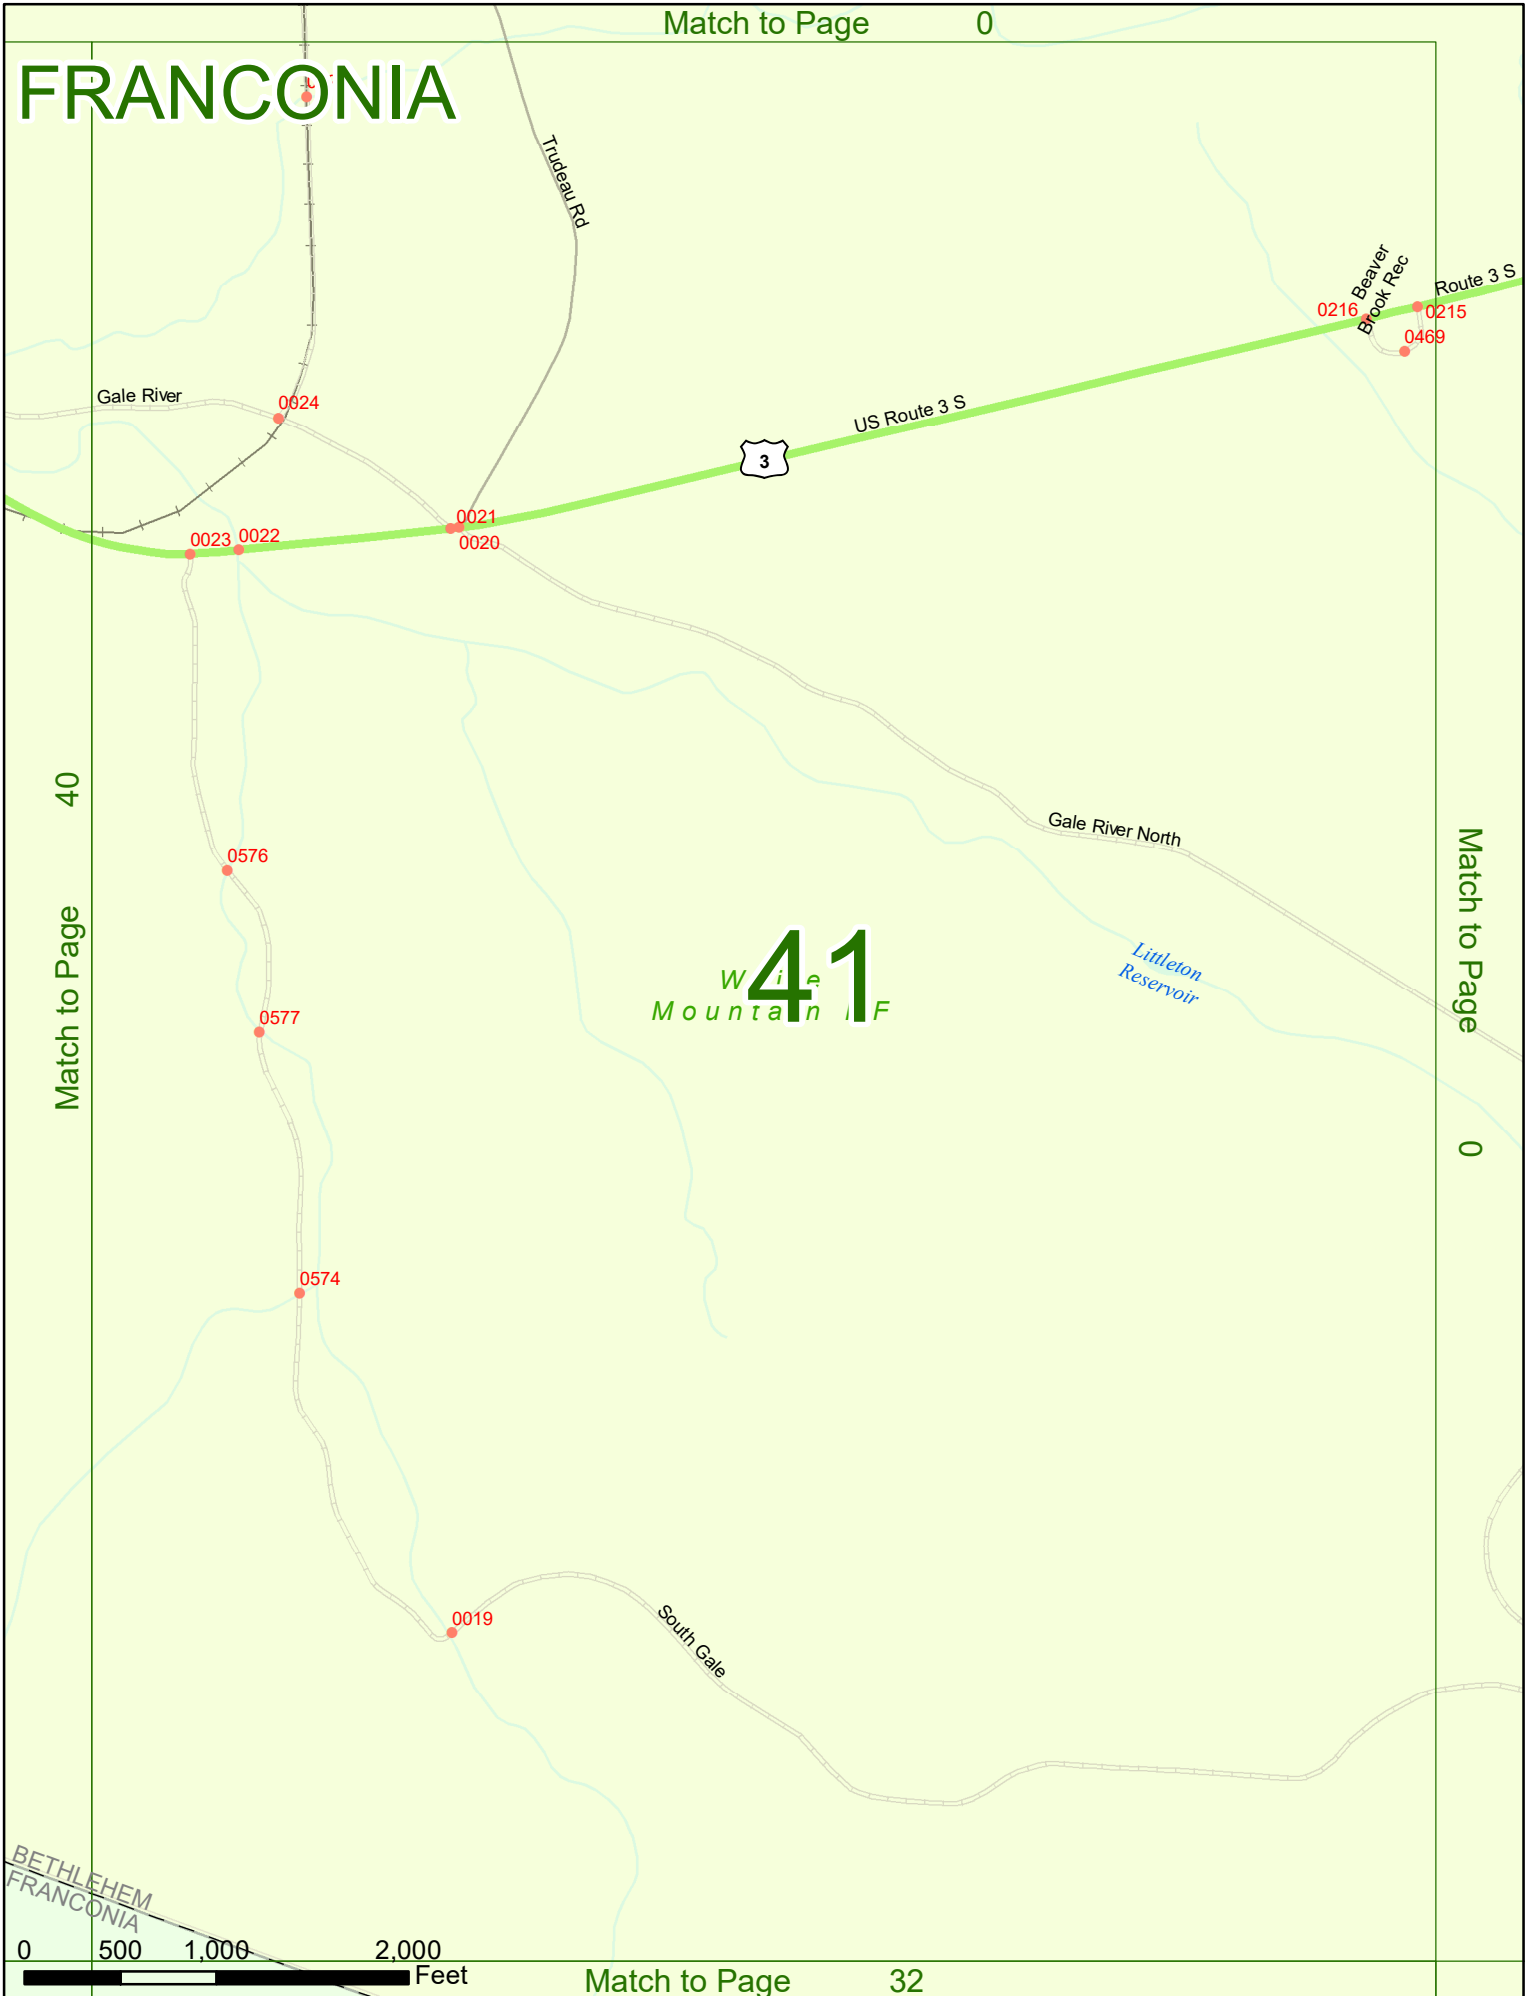 Match to Page 0
FRANCONIA
Trudeau Rd
Beaver
Brook Rec
Route 3 S
0216
0215
0469
Gale River
0024
US Route 3 S
3
0021
0020
0023
0022
40
Match to Page
Gale River North
Match to Page
0
0576
Littleton
Reservoir
41
Mountain
0577
0574
0019
South Gale
BETHLEHEM
FRANCONIA
0 500 1,000 2,000
Feet
Match to Page 32